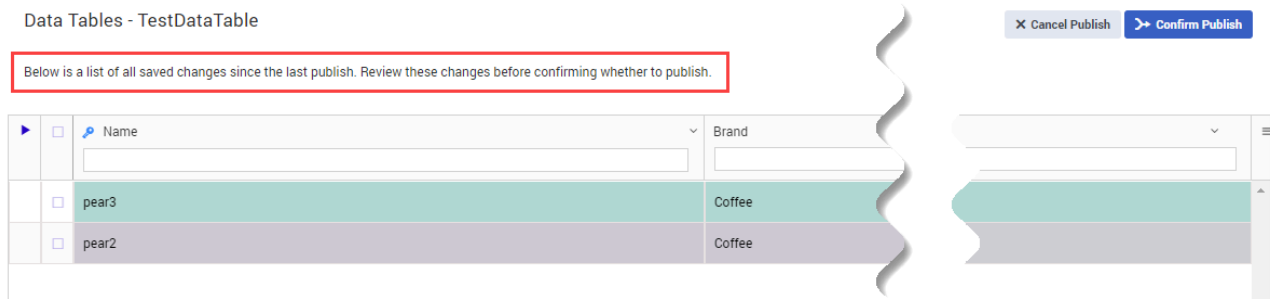 Data Tables - TestDataTable
Cancel Publish
Confirm Publish
Below is a list of all saved changes since the last publish. Review these changes before confirming whether to publish.
Name
Brand
pear3
Coffee
pear2
Coffee